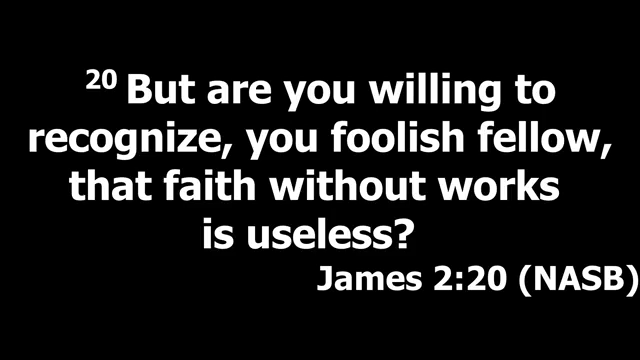 20 But are you willing to
recognize, you foolish fellow,
that faith without works
is useless?
James 2:20 (NASB)